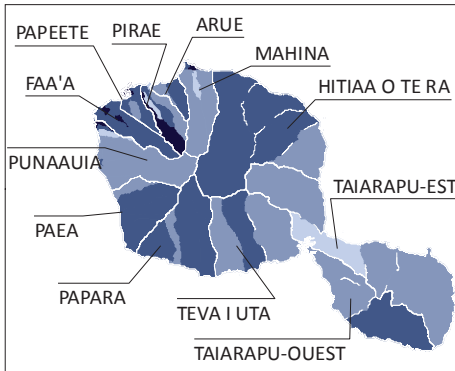 ARUE
PIRAE
PAPEETE
MAHINA
FAA'A
HITIAA O TE RA
PUNAAUIA
TAIARAPU-EST
PAEA
PAPARA
TEVA I UTA
TAIARAPU-OUEST